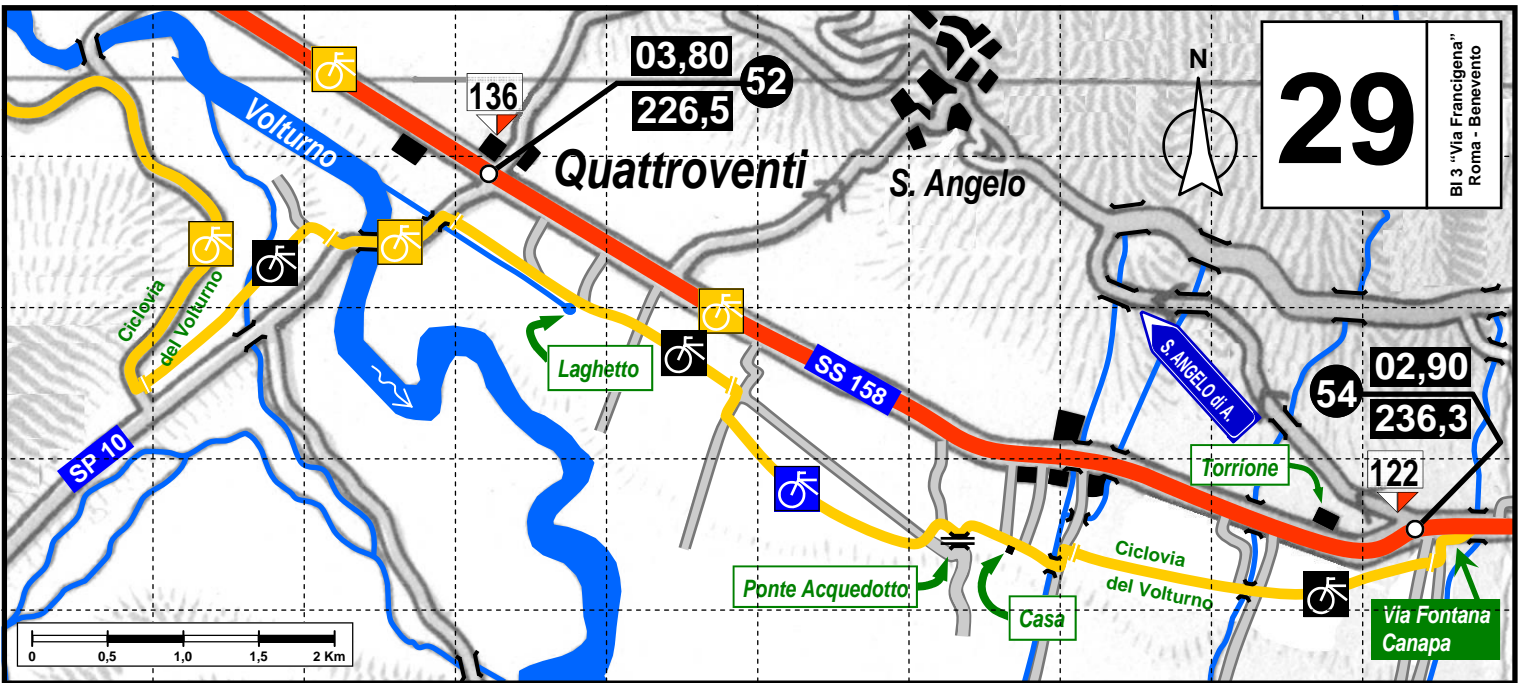 03,80
226,5
52
136
Volturno
Quattroventi
S. Angelo
N
29
BI 3 “Via Francigena”
Roma - Benevento
Ciclovia
del Volturno
Laghetto
SS 158
S. ANGELO di A.
54
02,90
236,3
SP 10
Torrione
122
Ciclovia
del Volturno
Ponte Acquedotto
Casa
Via Fontana
Canapa
0
0,5
1,0
1,5
2 Km